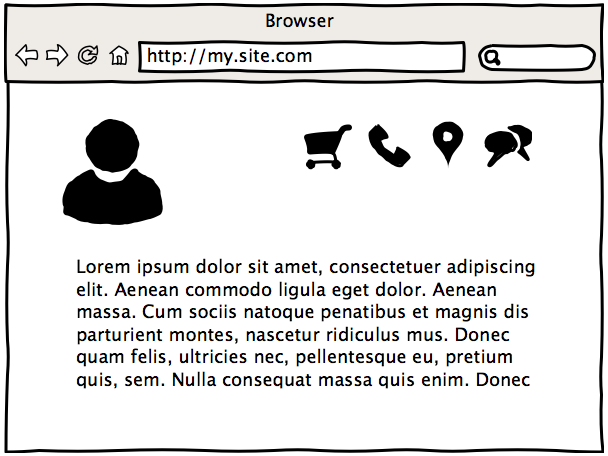 Browser
http://my.site.com
Lorem ipsum dolor sit amet, consectetuer adipiscing
elit. Aenean commodo ligula eget dolor. Aenean
massa. Cum sociis natoque penatibus et magnis dis
parturient montes, nascetur ridiculus mus. Donec
quam felis, ultricies nec, pellentesque eu, pretium
quis, sem. Nulla consequat massa quis enim. Donec